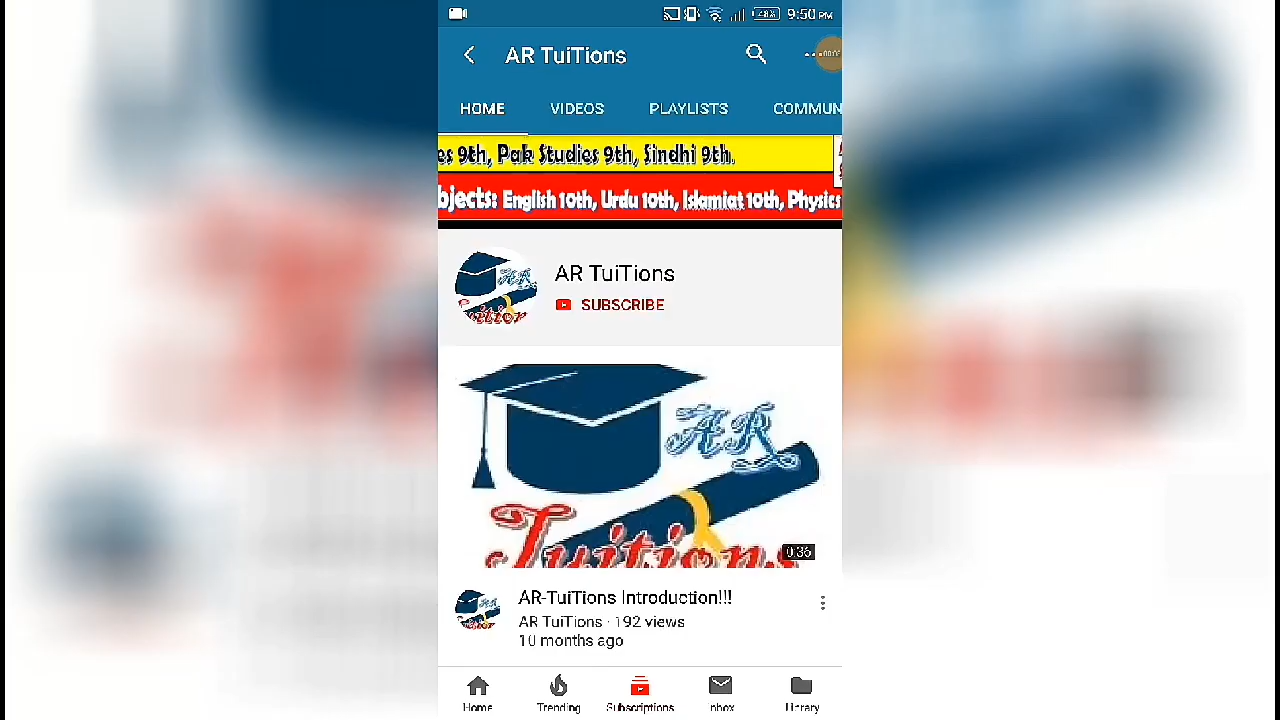 48% 9:50 PM
AR TuiTions
HOME VIDEOS PLAYLISTS COMMUN
es 9th, Pak Studies 9th, Sindhi 9th.
bjects: English 10th, Urdu 10th, Islamiat 10th, Physics
AR TuiTions
SUBSCRIBE
AR
Tuitions
0:36
AR-TuiTions Introduction!!!
AR TuiTions · 192 views
10 months ago
Home Trending Subscriptions Inbox Library